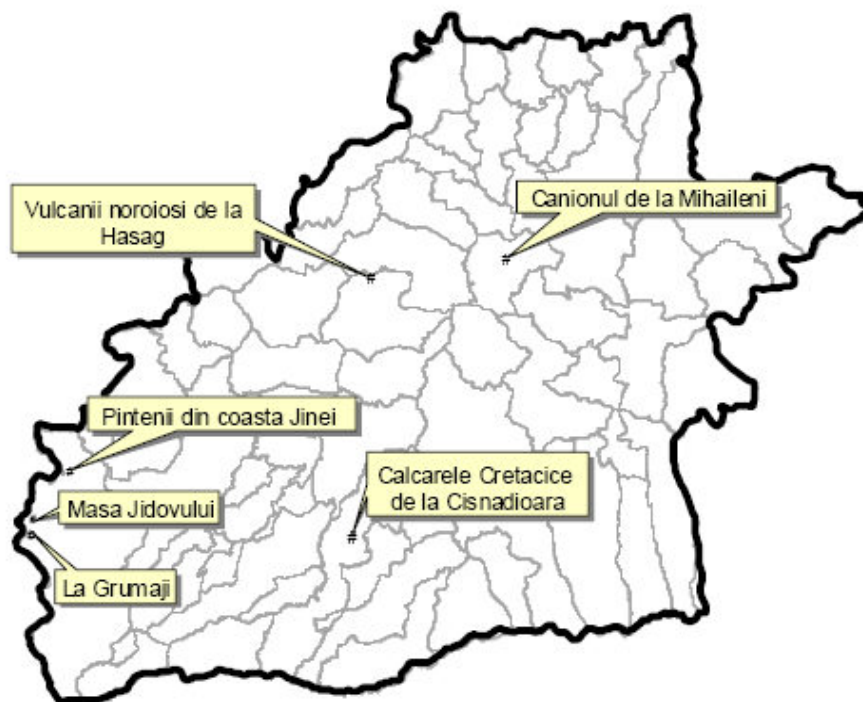 Canionul de la Mihaileni
Vulcanii noroiosi de la
Hasag
Pintenii din coasta Jinei
Calcarele Cretacice
de la Cisnadioara
Masa Jidovului
La Grumaji